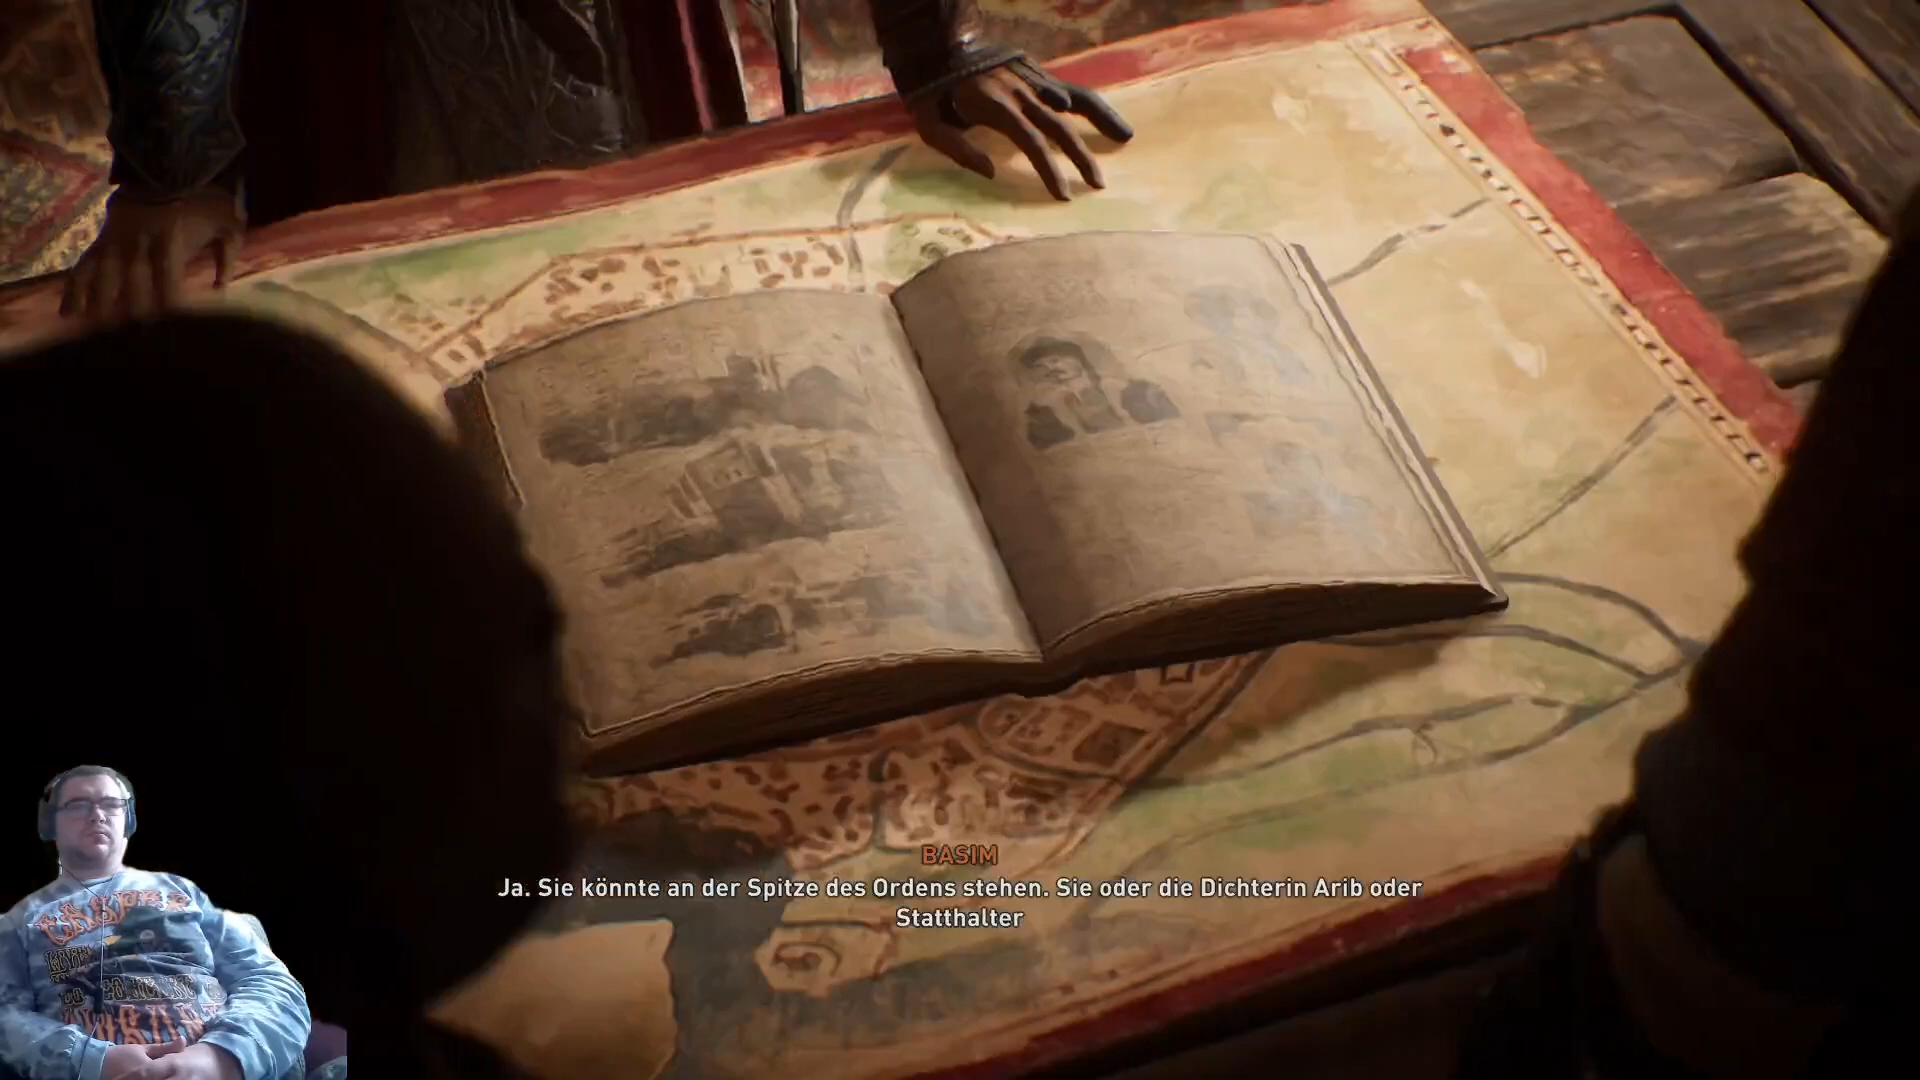 BASIM
Ja. Sie könnte an der Spitze des Ordens stehen. Sie oder die Dichterin Arib oder
Statthalter